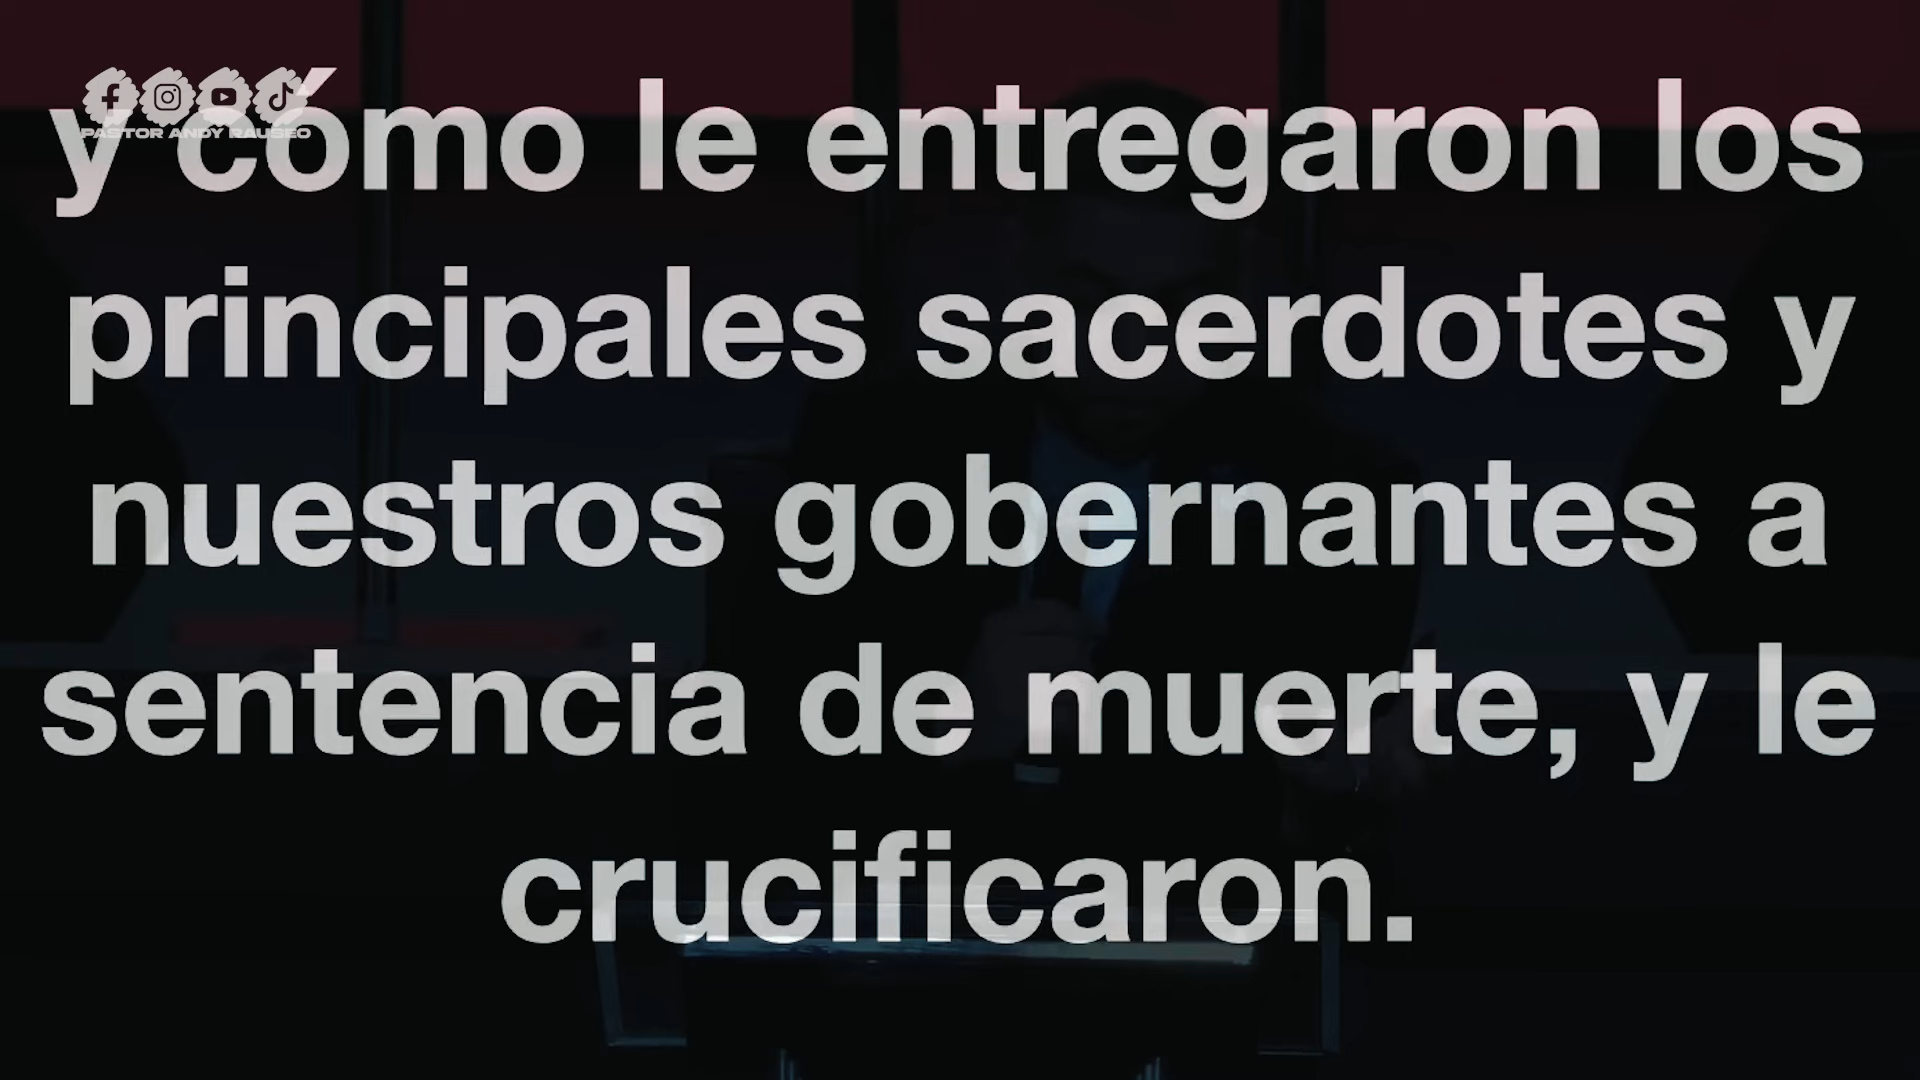 PASTOR ANDY RAUSEO
y cómo le entregaron los
principales sacerdotes y
nuestros gobernantes a
sentencia de muerte, y le
crucificaron.